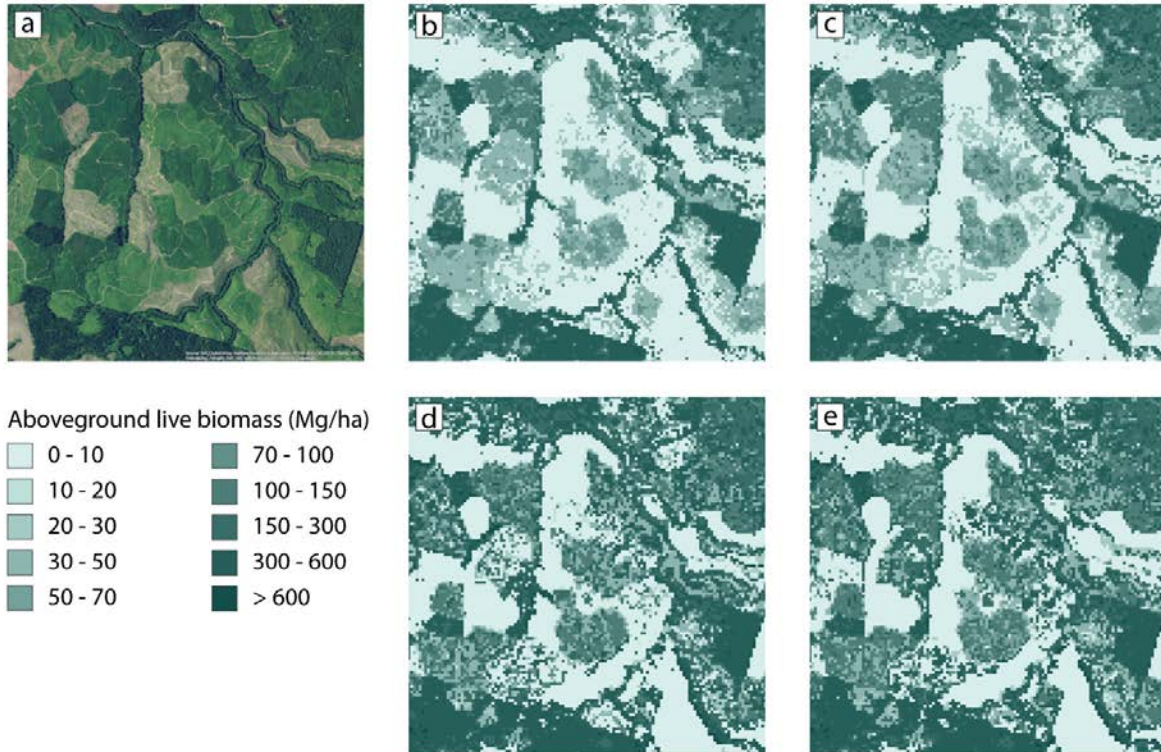 a
b
c
Aboveground live biomass (Mg/ha)
0 - 10
10 - 20
20 - 30
30 - 50
50 - 70
70 - 100
100 - 150
150 - 300
300 - 600
> 600
d
e